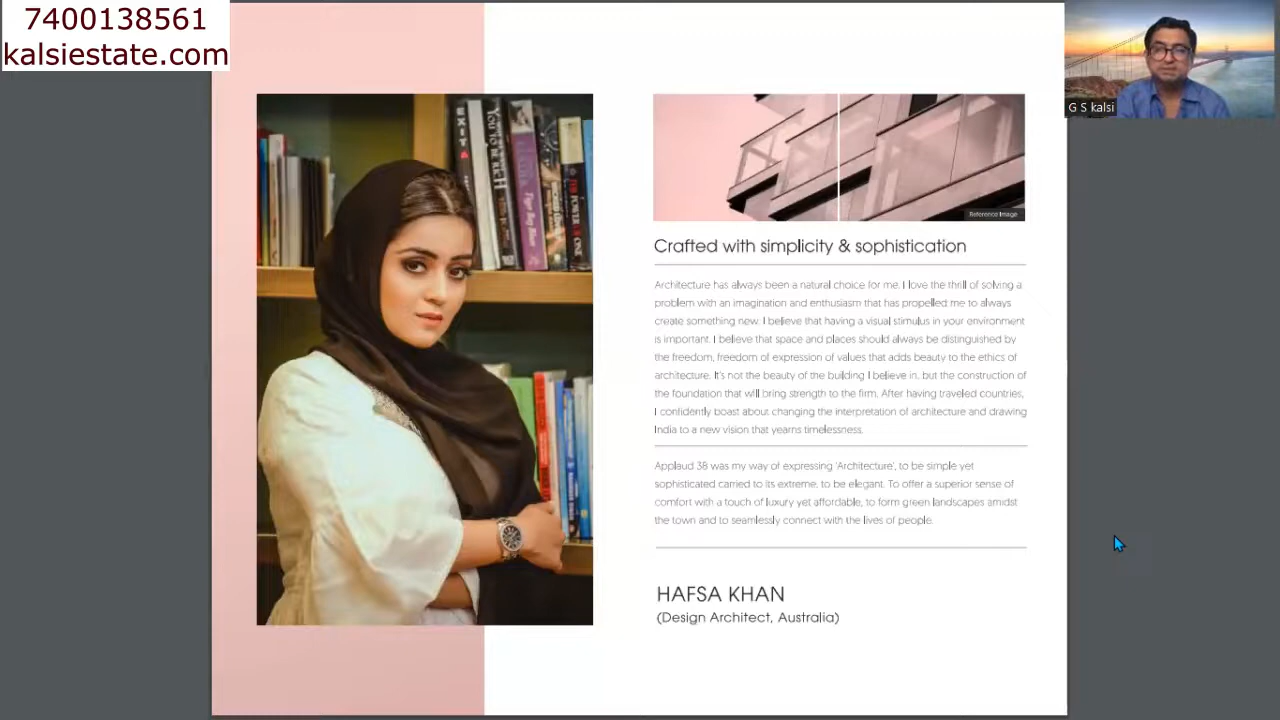 7400138561
kalsiestate.com
G S kalsi
EXIT
Reference Image
Crafted with simplicity & sophistication
Architecture has always been a natural choice for me. I love the thrill of solving a
problem with an imagination and enthusiasm that has propelled me to always
create something new. I believe that having a visual stimulus in your environment
is important. I believe that space and places should always be distinguished by
the freedom, freedom of expression of values that adds beauty to the ethics of
architecture. It's not the beauty of the building I believe in, but the construction of
the foundation that will bring strength to the firm. After having traveled countries,
I confidently boast about changing the interpretation of architecture and drawing
India to a new vision that yearns timelessness.
Applaud 38 was my way of expressing 'Architecture', to be simple yet
sophisticated carried to its extreme, to be elegant. To offer a superior sense of
comfort with a touch of luxury yet affordable, to form green landscapes amidst
the town and to seamlessly connect with the lives of people.
HAFSA KHAN
(Design Architect, Australia)